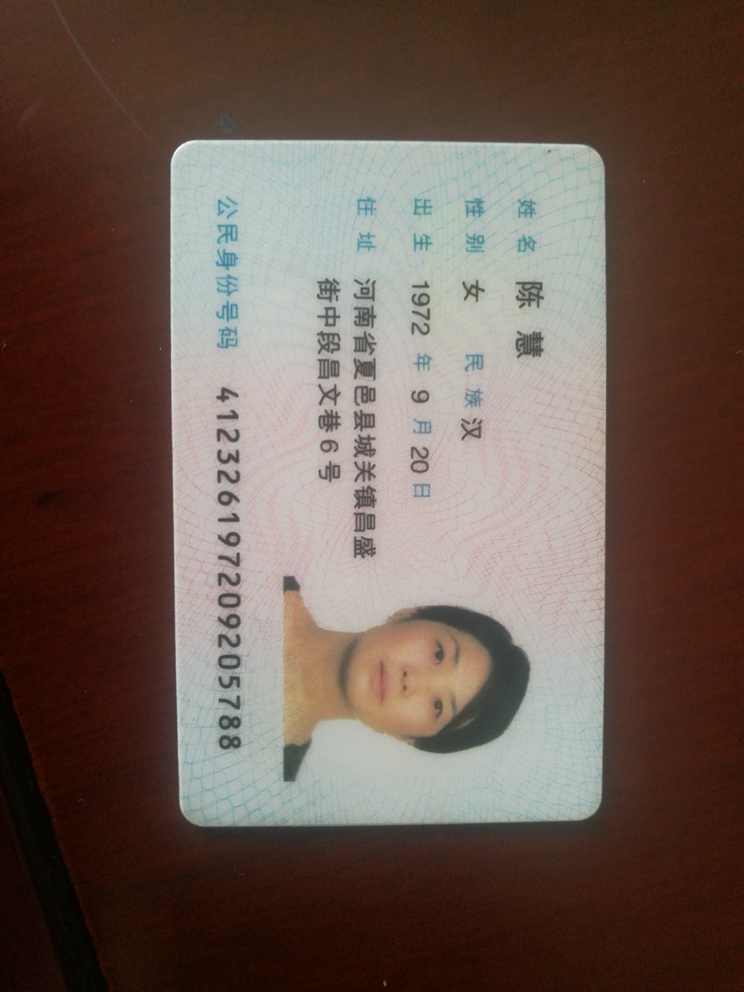 姓名 陈慧
性别 女 民族 汉
出生 1972 年 9 月 20 日
住址 河南省夏邑县城关镇昌盛
街中段昌文巷6号
公民身份号码 412326197209205788